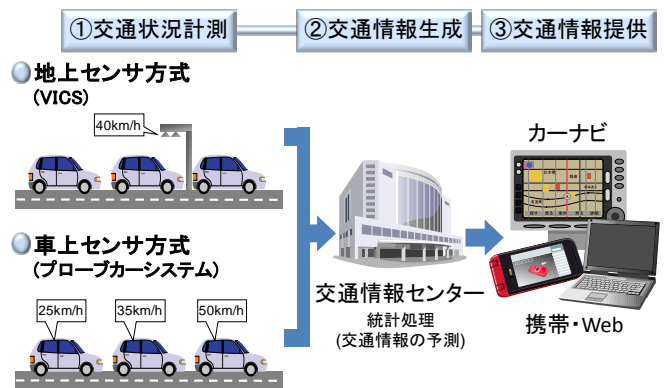 ①交通状況計測
②交通情報生成
③交通情報提供
地上センサ方式
(VICS)
40km/h
車上センサ方式
(プローブカーシステム)
25km/h
35km/h
50km/h
交通情報センター
統計処理
(交通情報の予測)
カーナビ
携帯・Web